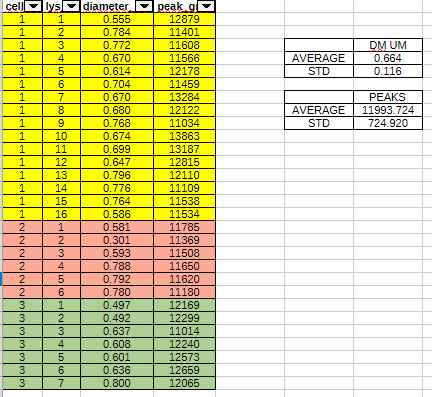 cell lys diameter_ peak_gr
1 1 0.555 12879
1 2 0.784 11401
1 3 0.772 11608 DM UM
1 4 0.670 11566 AVERAGE 0.664
1 5 0.614 12178 STD 0.116
1 6 0.704 11459
1 7 0.670 13284 PEAKS
1 8 0.680 12122 AVERAGE 11993.724
1 9 0.768 11034 STD 724.920
1 10 0.674 13863
1 11 0.699 13187
1 12 0.647 12815
1 13 0.796 12110
1 14 0.776 11109
1 15 0.764 11538
1 16 0.586 11534
2 1 0.581 11785
2 2 0.301 11369
2 3 0.593 11508
2 4 0.788 11650
2 5 0.792 11620
2 6 0.780 11180
3 1 0.497 12169
3 2 0.492 12299
3 3 0.637 11014
3 4 0.608 12240
3 5 0.601 12573
3 6 0.636 12659
3 7 0.800 12065